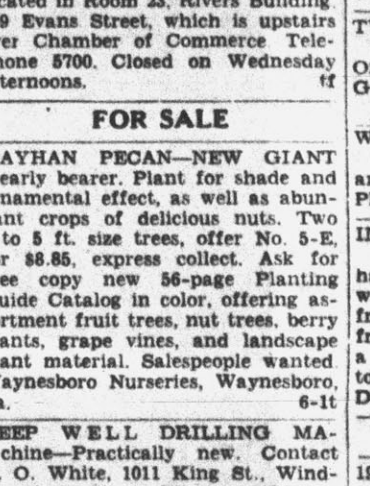 cated in Room 23, Rivers Building.
9 Evans Street, which is upstairs
er Chamber of Commerce Tele-
hone 5700. Closed on Wednesday
ternoons. tf
FOR SALE
AYHAN PECAN—NEW GIANT
early bearer. Plant for shade and
namental effect, as well as abun-
ant crops of delicious nuts. Two
to 5 ft. size trees, offer No. 5-E,
r $8.85, express collect. Ask for
ee copy new 56-page Planting
uide Catalog in color, offering as-
ortment fruit trees, nut trees, berry
ants, grape vines, and landscape
ant material. Salespeople wanted
aynesboro Nurseries, Waynesboro,
a. 6-1t
EEP WELL DRILLING MA-
chine—Practically new. Contact
. O. White, 1011 King St., Wind-